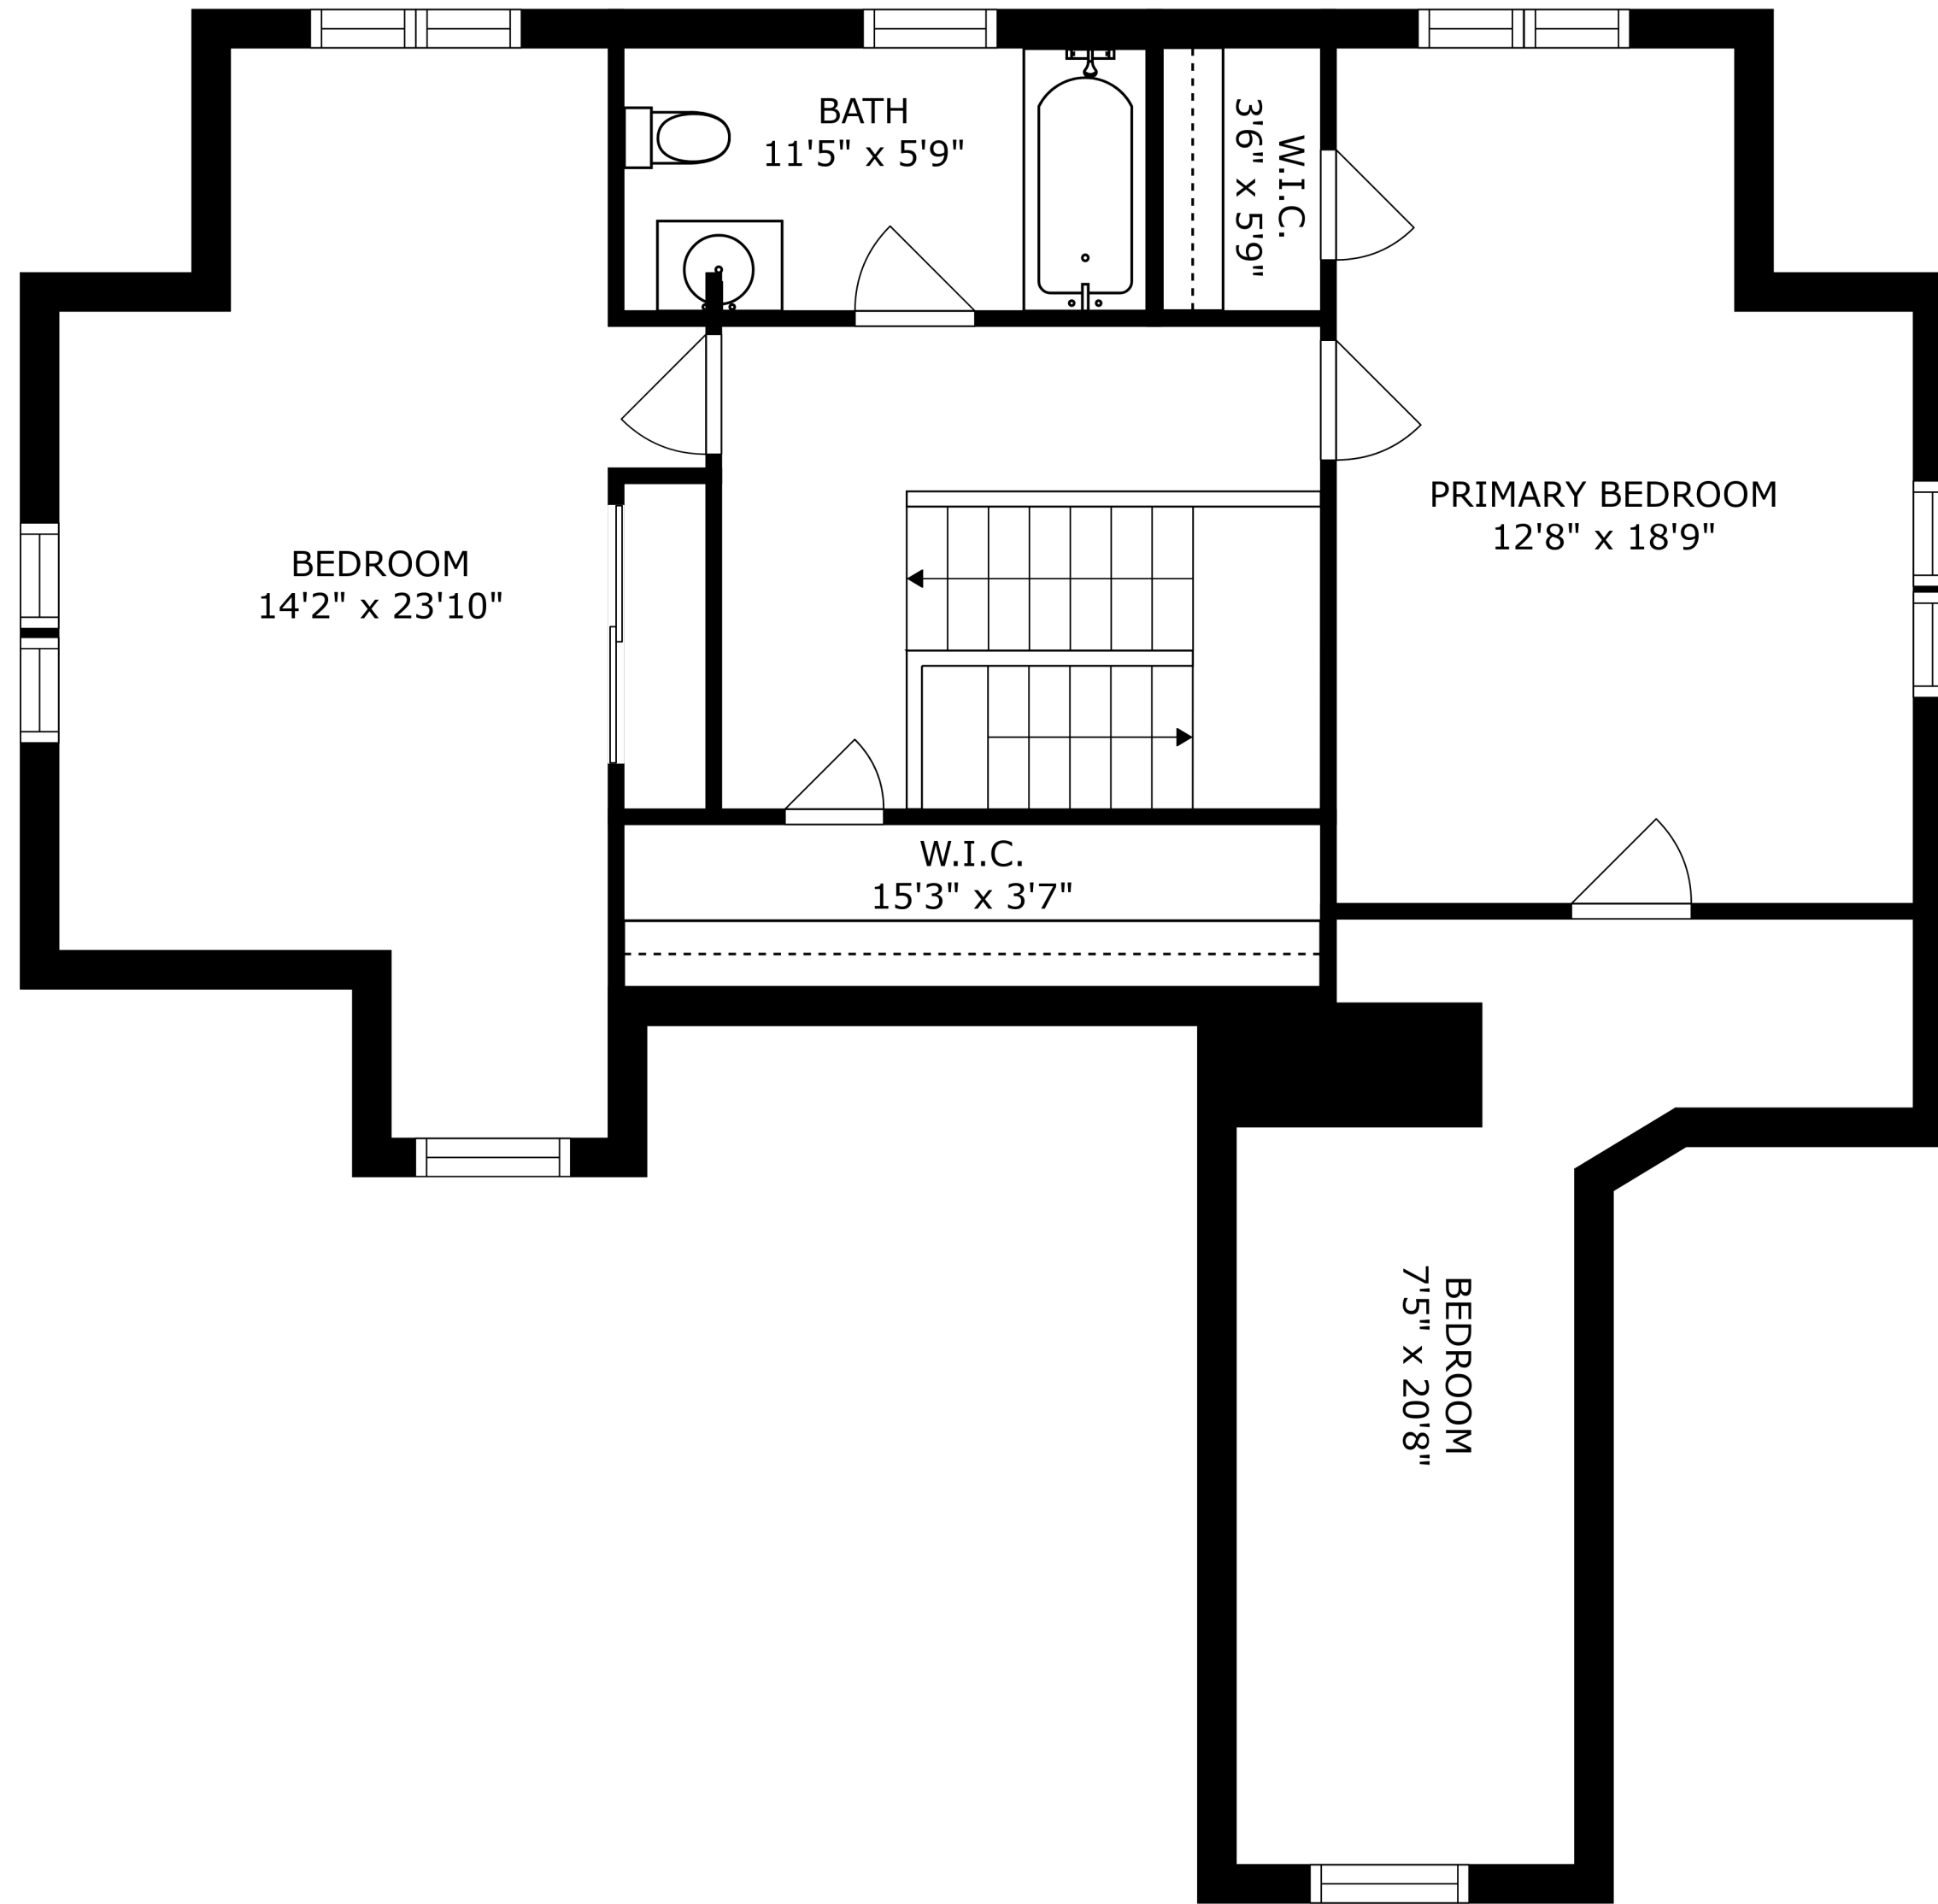 BATH
11'5" x 5'9"
W.I.C.
3'6" x 5'9"
PRIMARY BEDROOM
12'8" x 18'9"
BEDROOM
14'2" x 23'10"
W.I.C.
15'3" x 3'7"
BEDROOM
7'5" x 20'8"